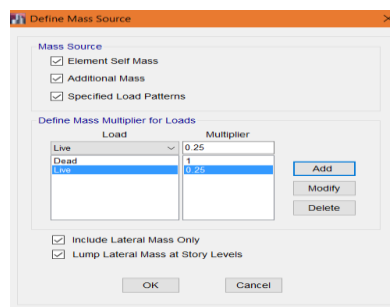 Define Mass Source
Mass Source
Element Self Mass
Additional Mass
Specified Load Patterns
Define Mass Multiplier for Loads
Load Multiplier
Live 0.25
Dead 1
Live 0.25
Add
Modify
Delete
Include Lateral Mass Only
Lump Lateral Mass at Story Levels
OK Cancel